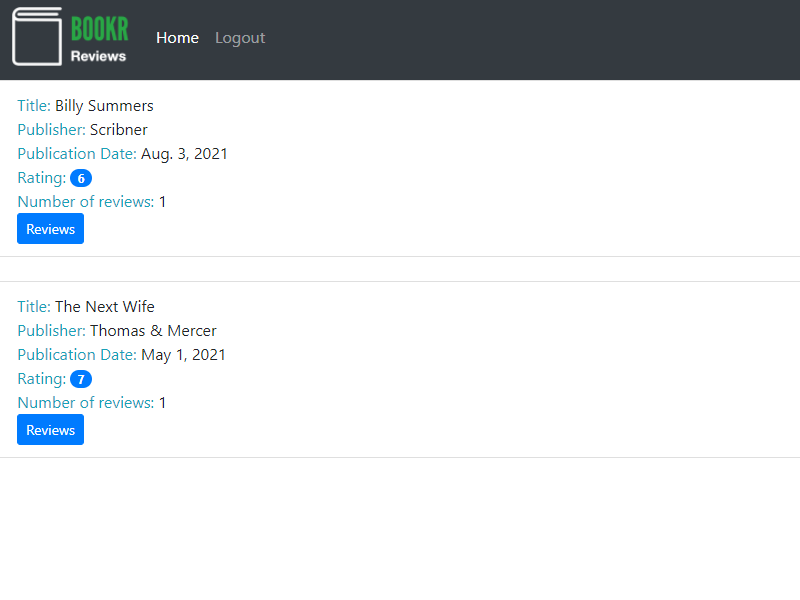 BOOKR
Reviews
Home Logout
Title: Billy Summers
Publisher: Scribner
Publication Date: Aug. 3, 2021
Rating: 6
Number of reviews: 1
Reviews
Title: The Next Wife
Publisher: Thomas & Mercer
Publication Date: May 1, 2021
Rating: 7
Number of reviews: 1
Reviews